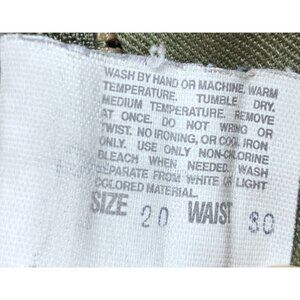 WASH BY HAND OR MACHINE. WARM
TEMPERATURE. TUMBLE DRY.
MEDIUM TEMPERATURE. REMOVE
AT ONCE. DO NOT WRING OR
TWIST. NO IRONING, OR COOL IRON
ONLY. USE ONLY NON-CHLORINE
BLEACH WHEN NEEDED. WASH
SEPARATE FROM WHITE OR LIGHT
COLORED MATERIAL.
SIZE 20 WAIST 30